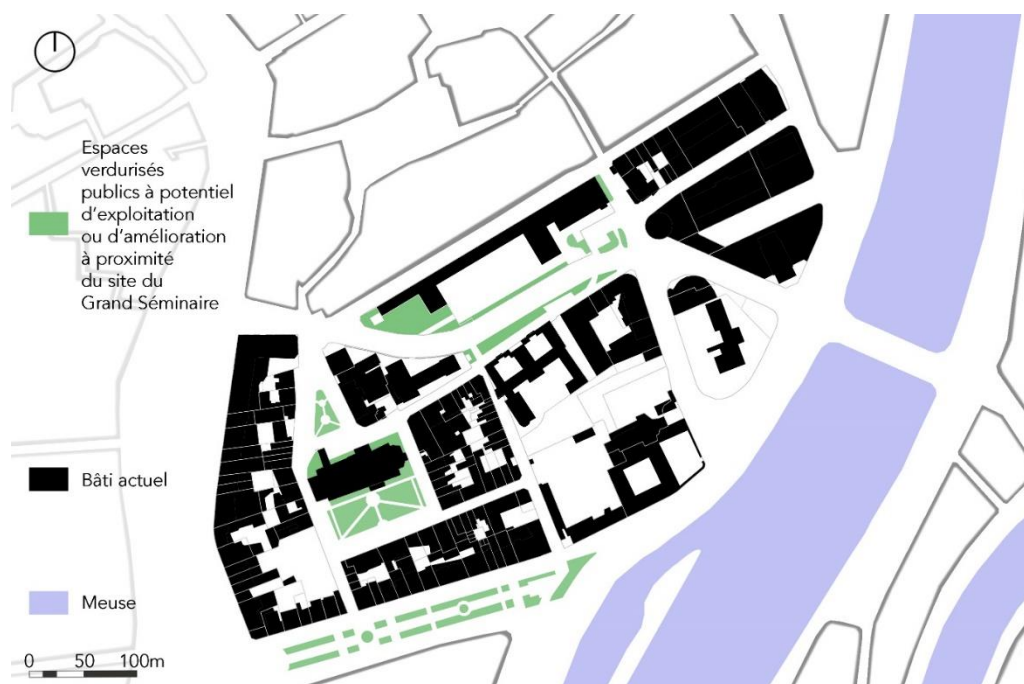 Espaces
verdurisés
publics à potentiel
d'exploitation
ou d'amélioration
à proximité
du site du
Grand Séminaire
Bâti actuel
Meuse
0 50 100m